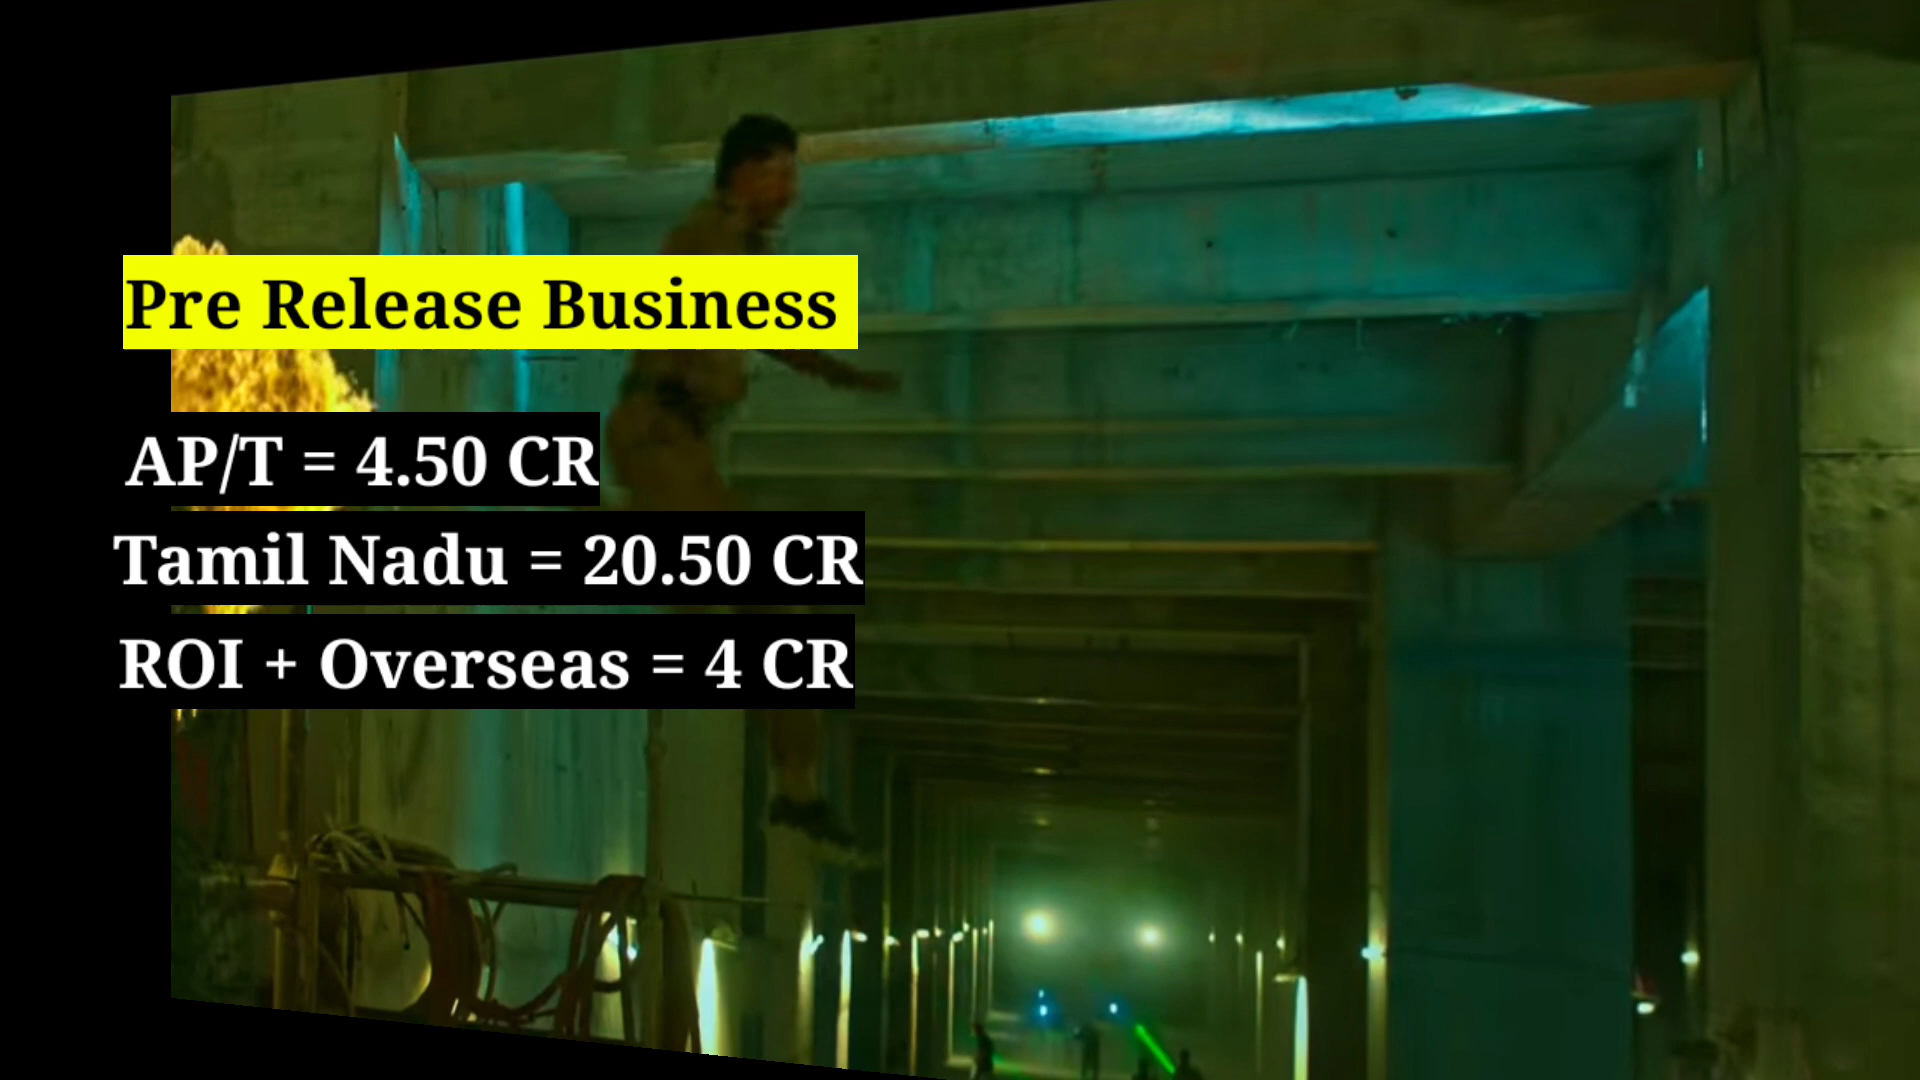 Pre Release Business
AP/T = 4.50 CR
Tamil Nadu = 20.50 CR
ROI + Overseas = 4 CR